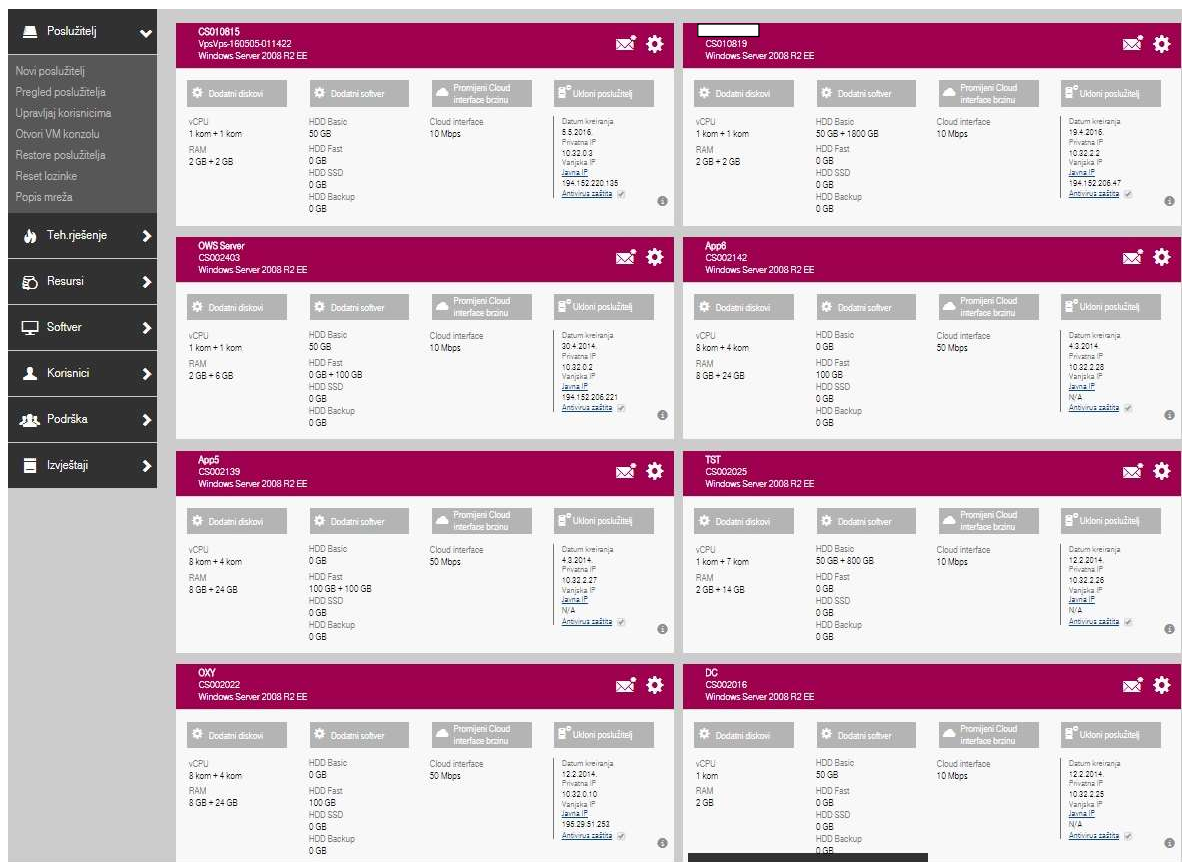 Poslužitelj
Novi poslužitelj
Pregled poslužitelja
Upravljaj korisnicima
Otvori VM konzolu
Restore poslužitelja
Reset lozinke
Popis mreža
Teh.rješenje
Resursi
Softver
Korisnici
Podrška
Izvještaji
CS010815
VpsVps-160505-011422
Windows Server 2008 R2 EE
Dodatni diskovi
Dodatni softver
Promijeni Cloud
interface brzinu
Ukloni poslužitelj
vCPU
1 kom + 1 kom
RAM
2 GB + 2 GB
HDD Basic
50 GB
HDD Fast
0 GB
HDD SSD
0 GB
HDD Backup
0 GB
Cloud interface
10 Mbps
Datum kreiranja
5.5.2016.
Privatna IP
10.32.0.3
Vanjska IP
Javna IP
194.152.220.135
Antivirus zaštita
CS010819
Windows Server 2008 R2 EE
Dodatni diskovi
Dodatni softver
Promijeni Cloud
interface brzinu
Ukloni poslužitelj
vCPU
1 kom + 1 kom
RAM
2 GB + 2 GB
HDD Basic
50 GB + 1800 GB
HDD Fast
0 GB
HDD SSD
0 GB
HDD Backup
0 GB
Cloud interface
10 Mbps
Datum kreiranja
19.4.2016.
Privatna IP
10.32.2.2
Vanjska IP
Javna IP
194.152.206.47
Antivirus zaštita
OWS Server
CS002403
Windows Server 2008 R2 EE
Dodatni diskovi
Dodatni softver
Promijeni Cloud
interface brzinu
Ukloni poslužitelj
vCPU
1 kom + 1 kom
RAM
2 GB + 6 GB
HDD Basic
50 GB
HDD Fast
0 GB + 100 GB
HDD SSD
0 GB
HDD Backup
0 GB
Cloud interface
10 Mbps
Datum kreiranja
30.4.2014.
Privatna IP
10.32.0.2
Vanjska IP
Javna IP
194.152.206.221
Antivirus zaštita
App6
CS002142
Windows Server 2008 R2 EE
Dodatni diskovi
Dodatni softver
Promijeni Cloud
interface brzinu
Ukloni poslužitelj
vCPU
8 kom + 4 kom
RAM
8 GB + 24 GB
HDD Basic
0 GB
HDD Fast
100 GB
HDD SSD
0 GB
HDD Backup
0 GB
Cloud interface
50 Mbps
Datum kreiranja
4.3.2014.
Privatna IP
10.32.2.28
Vanjska IP
Javna IP
N/A
Antivirus zaštita
App5
CS002139
Windows Server 2008 R2 EE
Dodatni diskovi
Dodatni softver
Promijeni Cloud
interface brzinu
Ukloni poslužitelj
vCPU
8 kom + 4 kom
RAM
8 GB + 24 GB
HDD Basic
0 GB
HDD Fast
100 GB + 100 GB
HDD SSD
0 GB
HDD Backup
0 GB
Cloud interface
50 Mbps
Datum kreiranja
4.3.2014.
Privatna IP
10.32.2.27
Vanjska IP
Javna IP
N/A
Antivirus zaštita
TST
CS002025
Windows Server 2008 R2 EE
Dodatni diskovi
Dodatni softver
Promijeni Cloud
interface brzinu
Ukloni poslužitelj
vCPU
1 kom + 7 kom
RAM
2 GB + 14 GB
HDD Basic
50 GB + 800 GB
HDD Fast
0 GB
HDD SSD
0 GB
HDD Backup
0 GB
Cloud interface
10 Mbps
Datum kreiranja
12.2.2014.
Privatna IP
10.32.2.26
Vanjska IP
Javna IP
N/A
Antivirus zaštita
OXY
CS002022
Windows Server 2008 R2 EE
Dodatni diskovi
Dodatni softver
Promijeni Cloud
interface brzinu
Ukloni poslužitelj
vCPU
8 kom + 4 kom
RAM
8 GB + 24 GB
HDD Basic
0 GB
HDD Fast
100 GB
HDD SSD
0 GB
HDD Backup
0 GB
Cloud interface
50 Mbps
Datum kreiranja
12.2.2014.
Privatna IP
10.32.0.10
Vanjska IP
Javna IP
195.29.51.253
Antivirus zaštita
DC
CS002016
Windows Server 2008 R2 EE
Dodatni diskovi
Dodatni softver
Promijeni Cloud
interface brzinu
Ukloni poslužitelj
vCPU
1 kom
RAM
2 GB
HDD Basic
50 GB
HDD Fast
0 GB
HDD SSD
0 GB
HDD Backup
0 GB
Cloud interface
10 Mbps
Datum kreiranja
12.2.2014.
Privatna IP
10.32.2.25
Vanjska IP
Javna IP
N/A
Antivirus zaštita